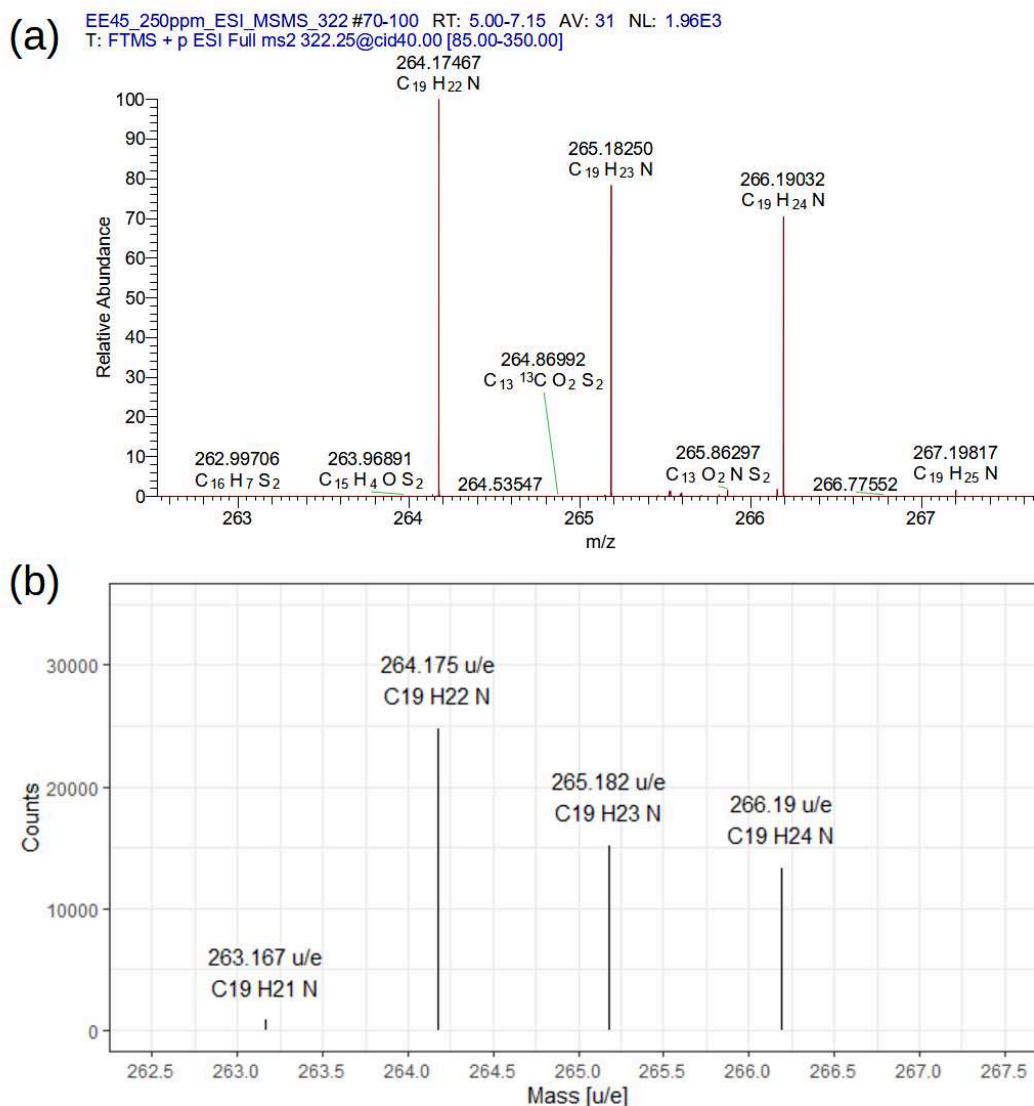 (a)
EE45_250ppm_ESI_MSMS_322 #70-100 RT: 5.00-7.15 AV: 31 NL: 1.96E3
T: FTMS + p ESI Full ms2 322.25@cid40.00 [85.00-350.00]
264.17467
C19 H22 N
265.18250
C19 H23 N
266.19032
C19 H24 N
264.86992
C13 13C O2 S2
262.99706
C16 H7 S2
263.96891
C15 H4 O S2
264.53547
265.86297
C13 O2 N S2
266.77552
267.19817
C19 H25 N
100
90
80
70
60
50
40
30
20
10
0
Relative Abundance
263
264
265
266
267
m/z
(b)
264.175 u/e
C19 H22 N
265.182 u/e
C19 H23 N
266.19 u/e
C19 H24 N
263.167 u/e
C19 H21 N
30000
20000
10000
0
Counts
262.5
263.0
263.5
264.0
264.5
265.0
265.5
266.0
266.5
267.0
267.5
Mass [u/e]